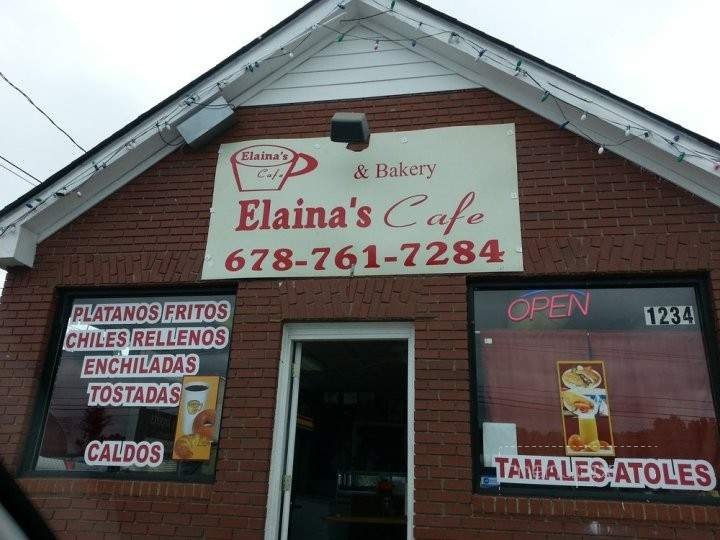 Elaina's
Cafe
& Bakery
Elaina's Cafe
678-761-7284
PLATANOS FRITOS
CHILES RELLENOS
ENCHILADAS
TOSTADAS
CALDOS
OPEN
1234
TAMALES-ATOLES